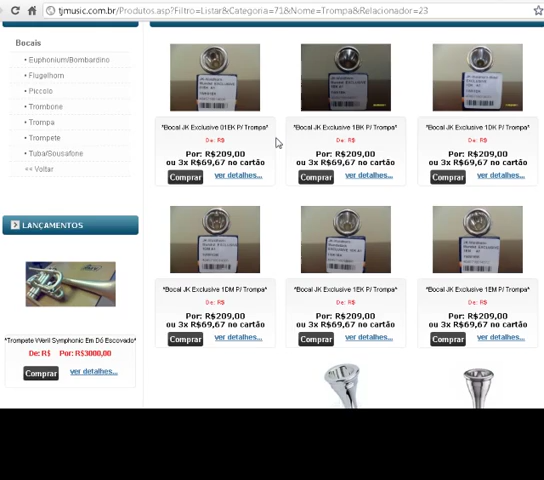 tjmusic.com.br/Produtos.asp?Filtro=Listar&Categoria=71&Nome=Trompa&Relacionador=23
Bocais
• Euphonium/Bombardino
• Flugelhorn
• Piccolo
• Trombone
• Trompa
• Trompete
• Tuba/Sousafone
<< Voltar
LANÇAMENTOS
*Trompete Weril Symphonic Em Dó Escovado*
De: R$ Por: R$3000,00
Comprar ver detalhes...
*Bocal JK Exclusive 01EK P/ Trompa*
De: R$
Por: R$209,00
ou 3x R$69,67 no cartão
Comprar ver detalhes...
*Bocal JK Exclusive 1BK P/ Trompa*
De: R$
Por: R$209,00
ou 3x R$69,67 no cartão
Comprar ver detalhes...
*Bocal JK Exclusive 1DK P/ Trompa*
De: R$
Por: R$209,00
ou 3x R$69,67 no cartão
Comprar ver detalhes...
*Bocal JK Exclusive 1DM P/ Trompa*
De: R$
Por: R$209,00
ou 3x R$69,67 no cartão
Comprar ver detalhes...
*Bocal JK Exclusive 1EK P/ Trompa*
De: R$
Por: R$209,00
ou 3x R$69,67 no cartão
Comprar ver detalhes...
*Bocal JK Exclusive 1EM P/ Trompa*
De: R$
Por: R$209,00
ou 3x R$69,67 no cartão
Comprar ver detalhes...